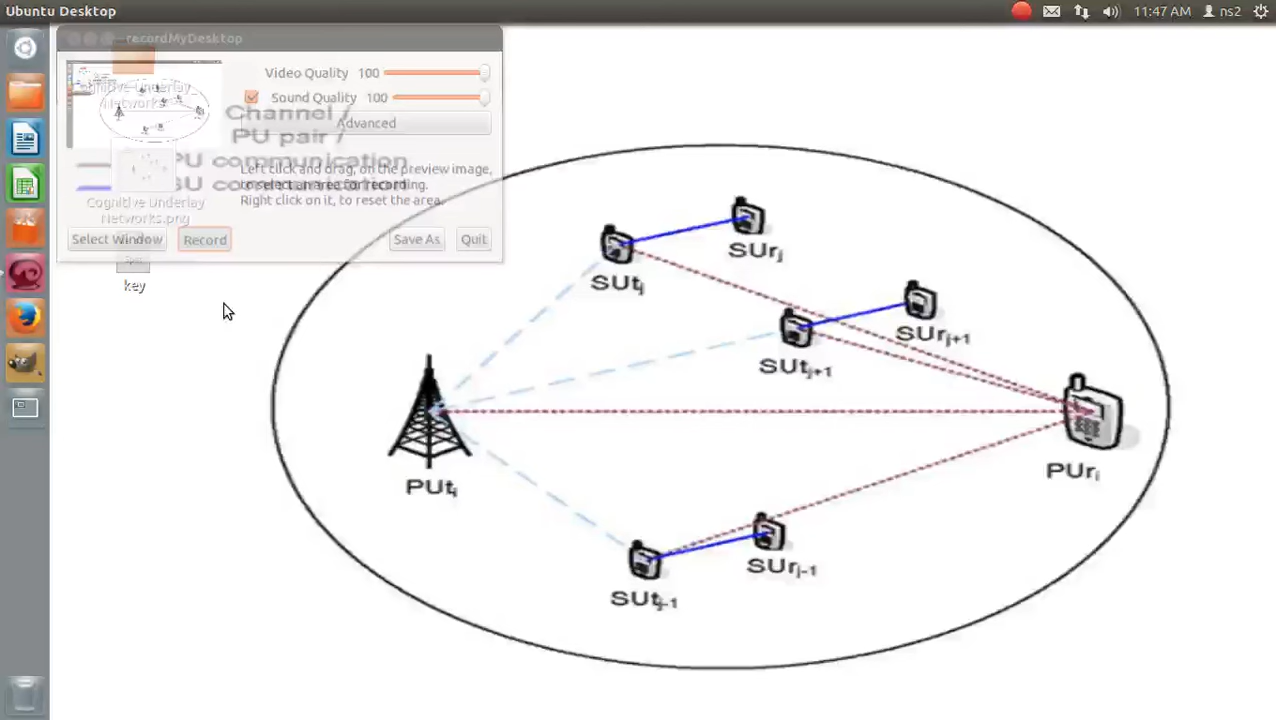 Ubuntu Desktop
11:47 AM
ns2
recordMyDesktop
Video Quality 100
Sound Quality 100
Advanced
Left click and drag, on the preview image,
to select an area for recording.
Right click on it, to reset the area.
Select Window
Record
Save As
Quit
Cognitive Underlay
Networks
Channel /
PU pair /
PU communication
SU communication
Cognitive Underlay
Networks.png
key
SUrj
SUtj
SUrj+1
SUtj+1
PUti
PUri
SUrj-1
SUtj-1